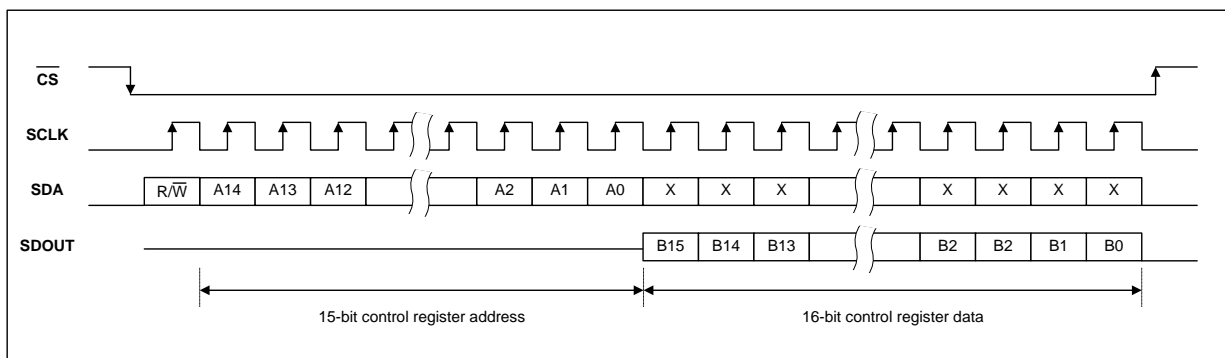 CS
SCLK
SDA
R/W A14 A13 A12 A2 A1 A0 X X X X X X X
SDOUT
B15 B14 B13 B2 B2 B1 B0
15-bit control register address 16-bit control register data